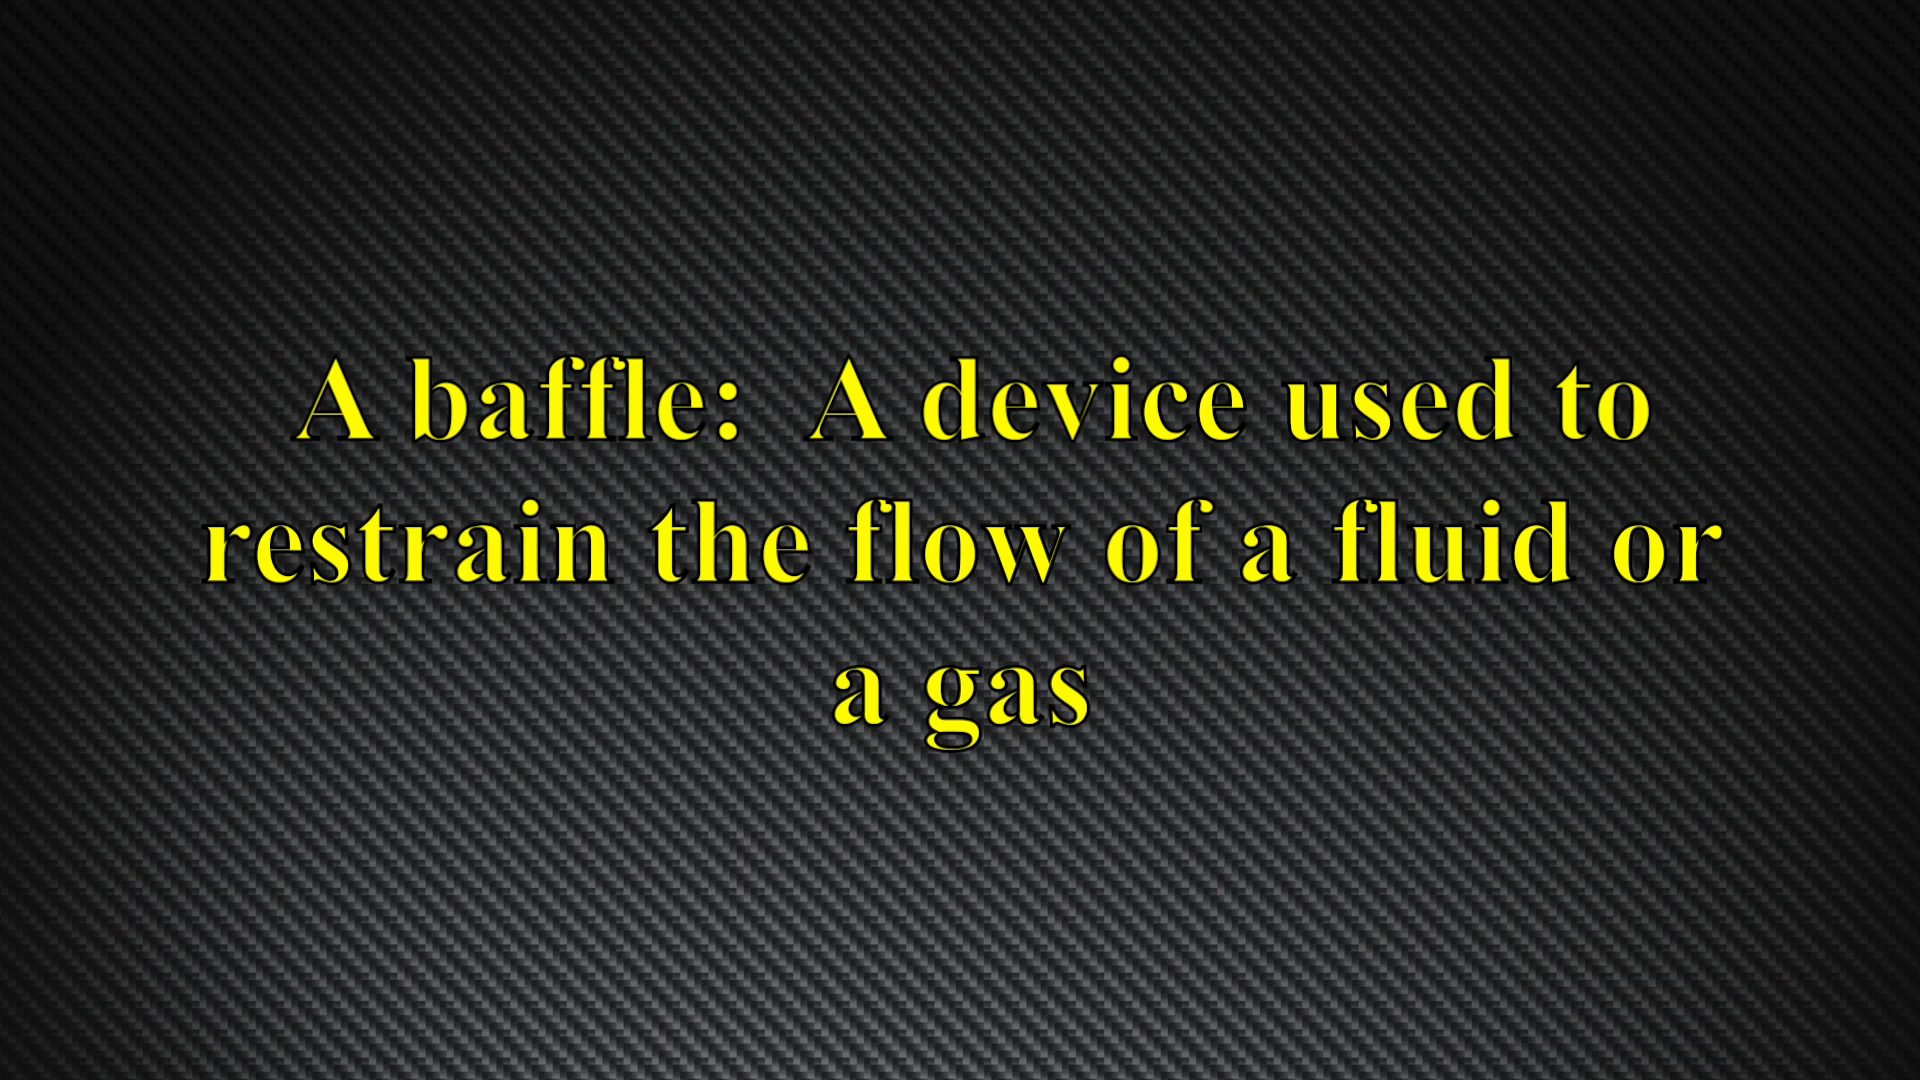 A baffle:  A device used to
restrain the flow of a fluid or
a gas